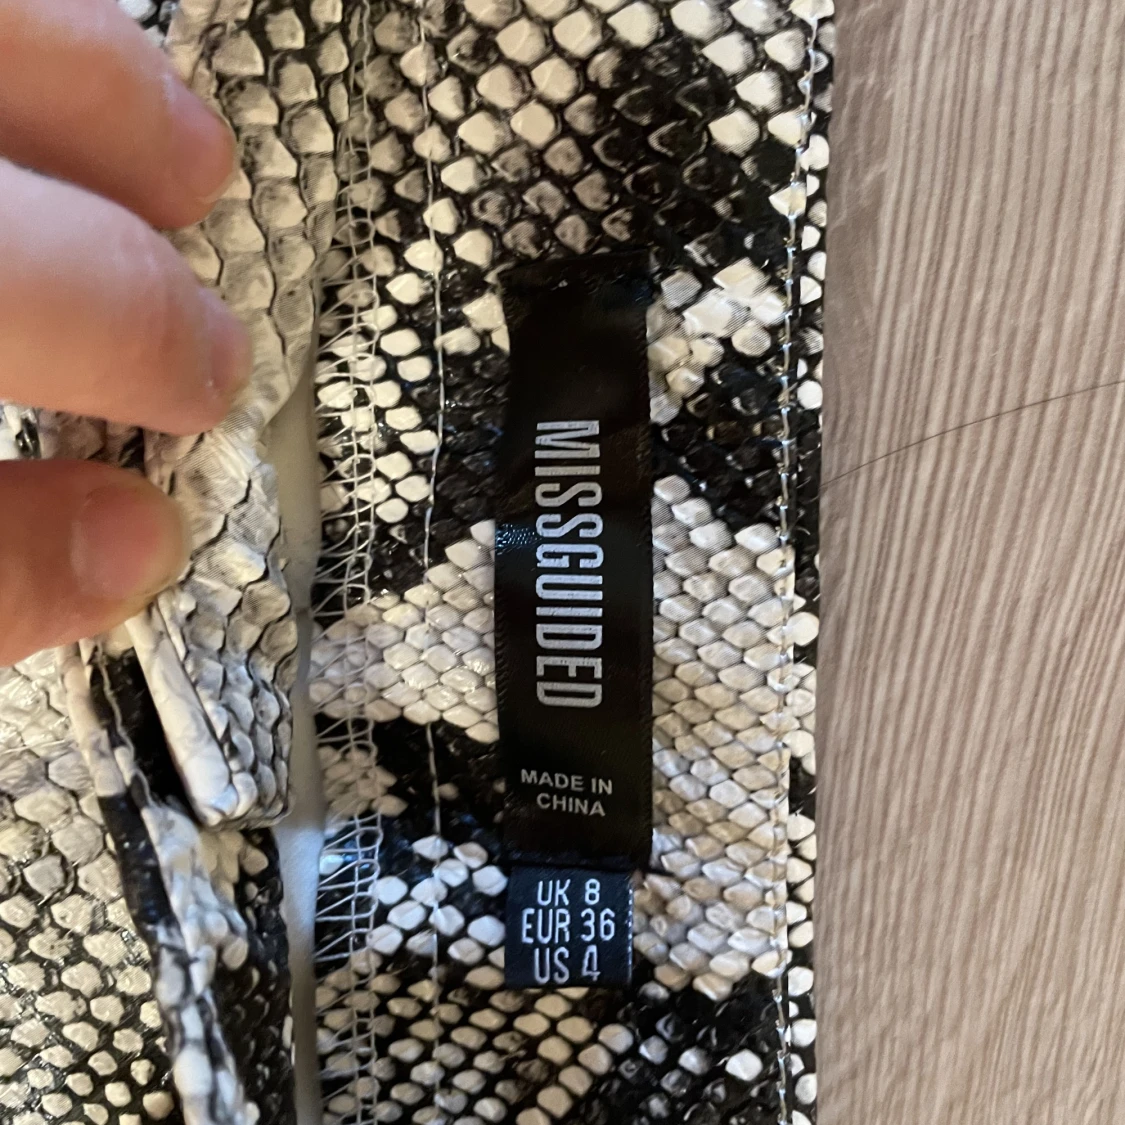 MISSGUIDED
MADE IN
CHINA
UK 8
EUR 36
US 4